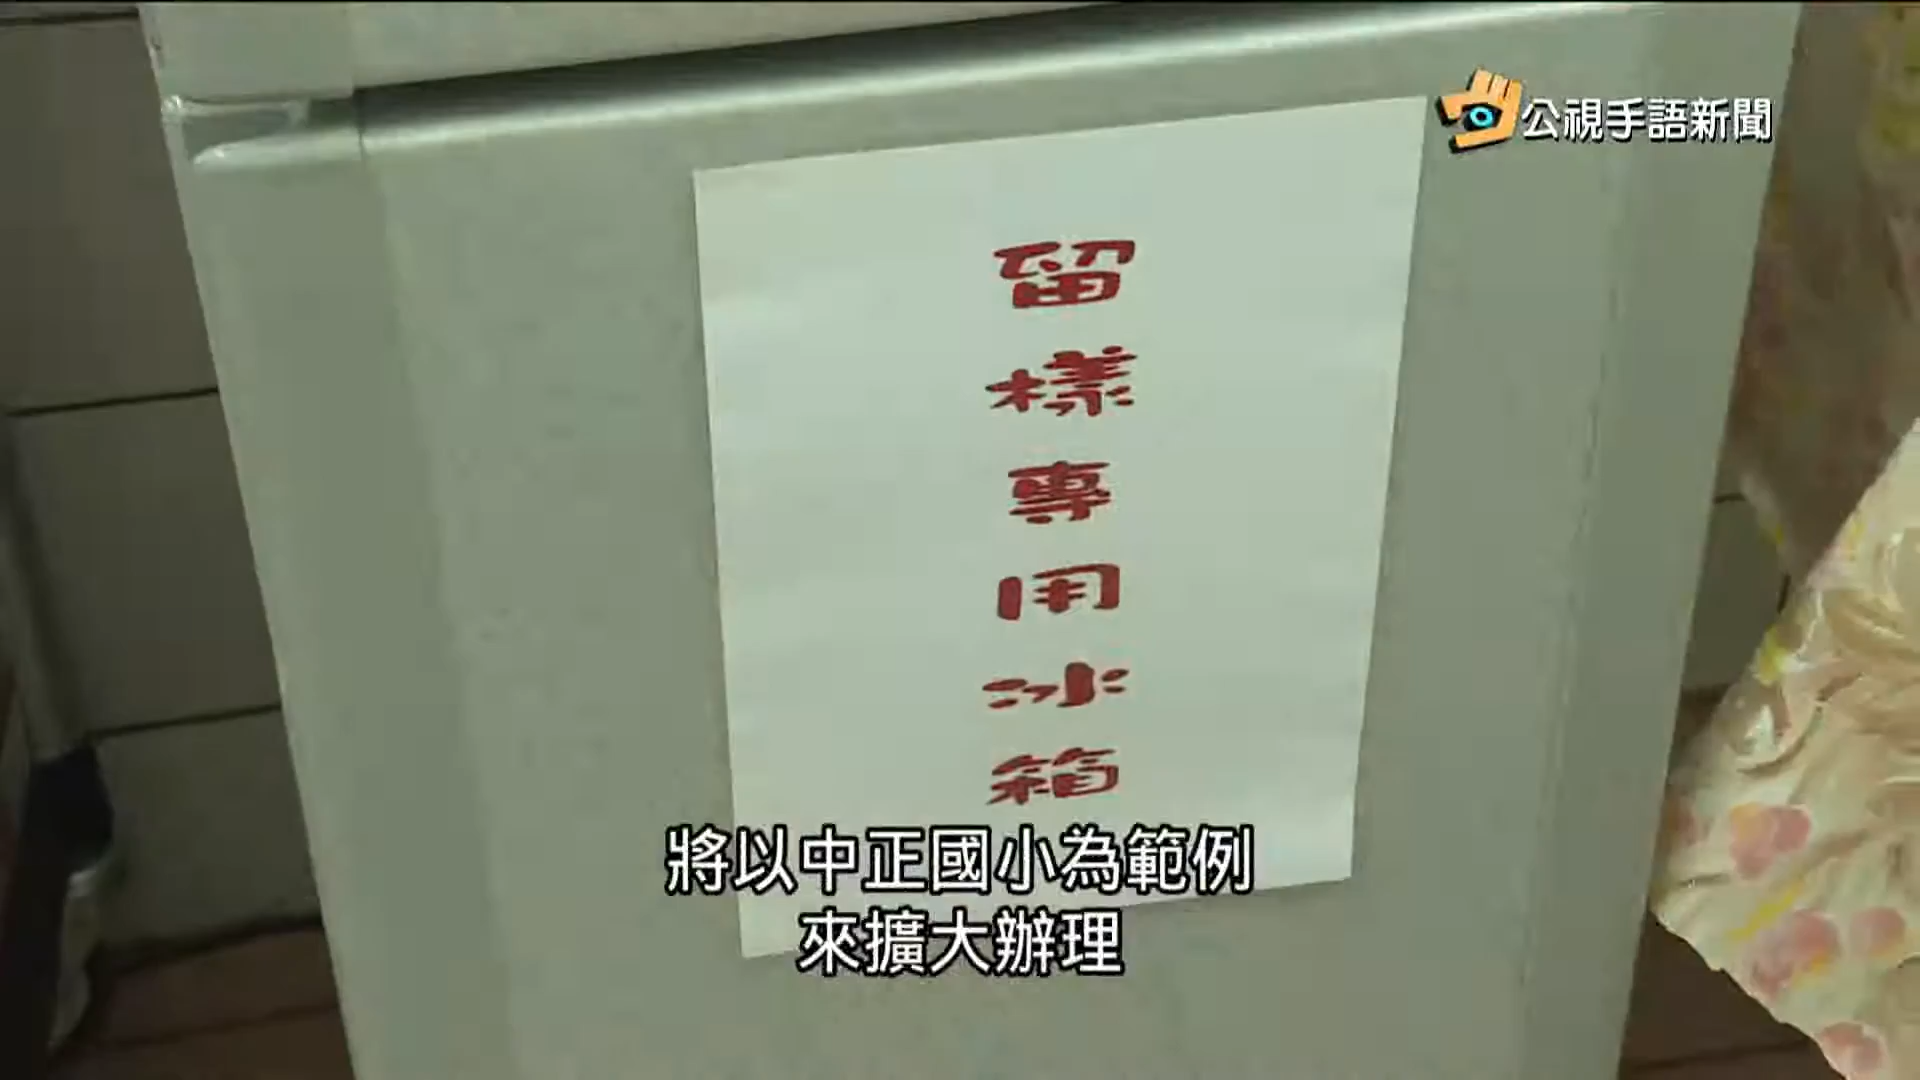 公視手語新聞
留樣專用冰箱
將以中正國小為範例
來擴大辦理